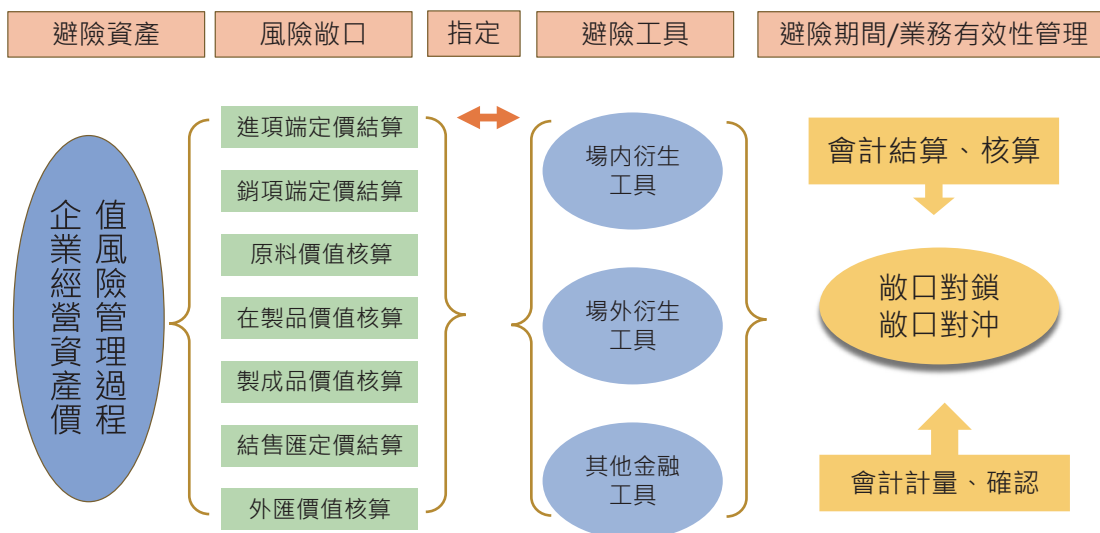 避險資產
風險敞口
指定
避險工具
避險期間/業務有效性管理
企業經營資產價
值風險管理過程
進項端定價結算
銷項端定價結算
原料價值核算
在製品價值核算
製成品價值核算
結售匯定價結算
外匯價值核算
場內衍生
工具
場外衍生
工具
其他金融
工具
會計結算、核算
敞口對鎖
敞口對沖
會計計量、確認